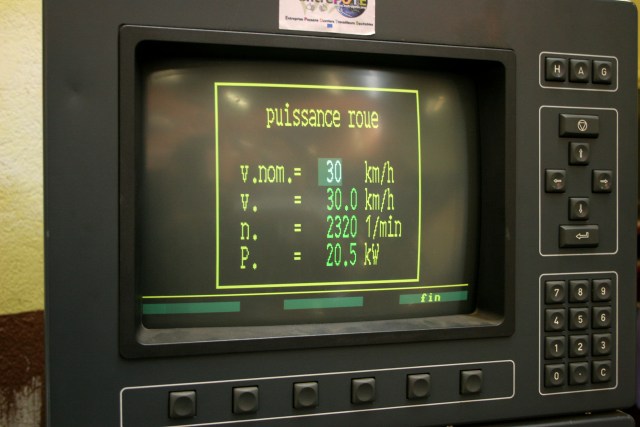 puissance roue
v.nom.= 30 km/h
v. = 30.0 km/h
n. = 2320 1/min
P. = 20.5 kW
fin
H A G
7 8 9
4 5 6
1 2 3
0 . C